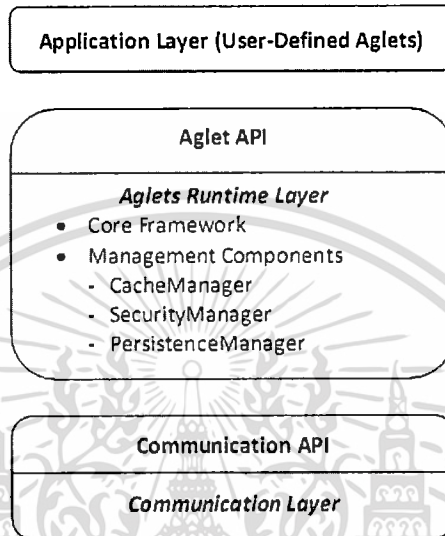 Application Layer (User-Defined Aglets)
Aglet API
Aglets Runtime Layer
• Core Framework
• Management Components
- CacheManager
- SecurityManager
- PersistenceManager
Communication API
Communication Layer